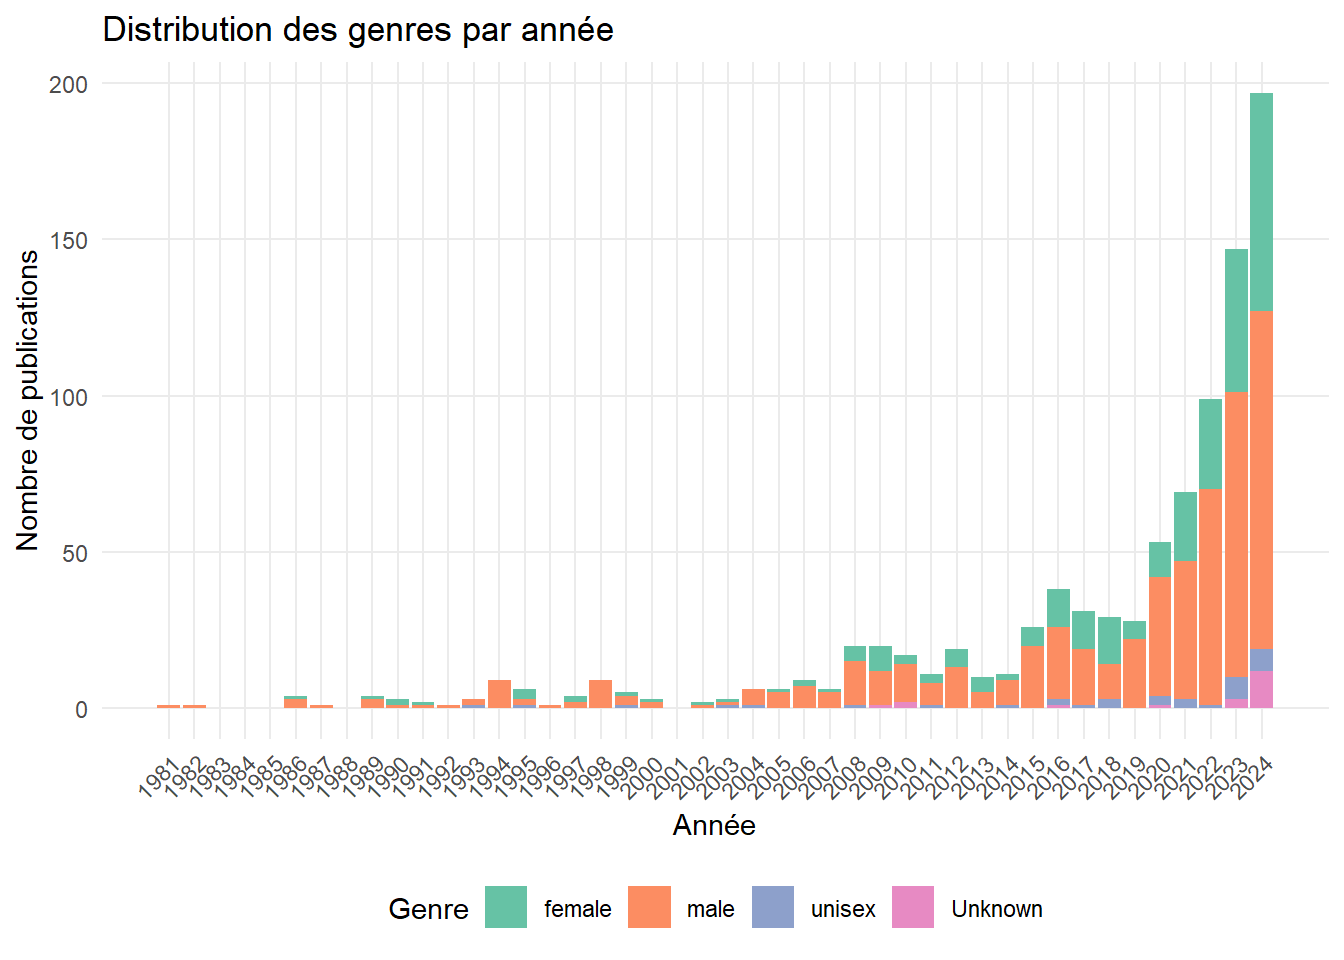 Distribution des genres par année
Nombre de publications
200
150
100
50
0
1981 1982 1983 1984 1985 1986 1987 1988 1989 1990 1991 1992 1993 1994 1995 1996 1997 1998 1999 2000 2001 2002 2003 2004 2005 2006 2007 2008 2009 2010 2011 2012 2013 2014 2015 2016 2017 2018 2019 2020 2021 2022 2023 2024
Année
Genre female male unisex Unknown